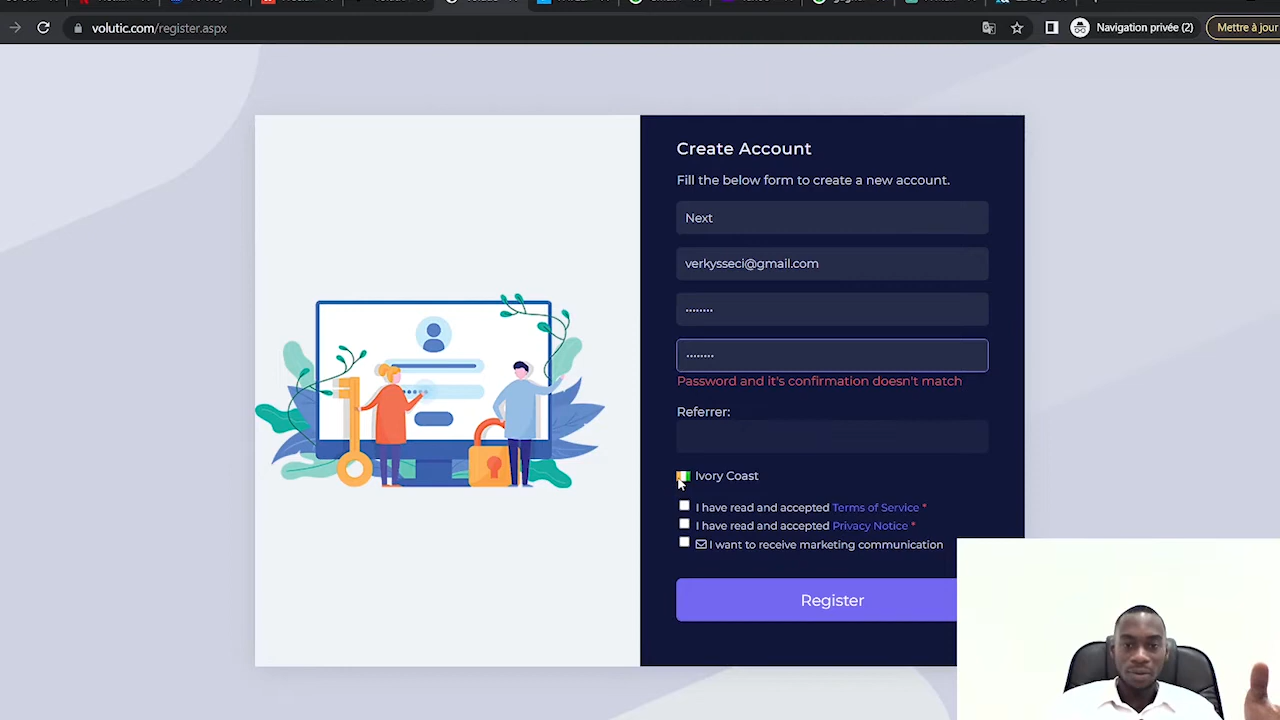 volutic.com/register.aspx
Navigation privée (2)
Mettre à jour
Create Account
Fill the below form to create a new account.
Next
verkysseci@gmail.com
Password and it's confirmation doesn't match
Referrer:
Ivory Coast
I have read and accepted Terms of Service *
I have read and accepted Privacy Notice *
I want to receive marketing communication
Register